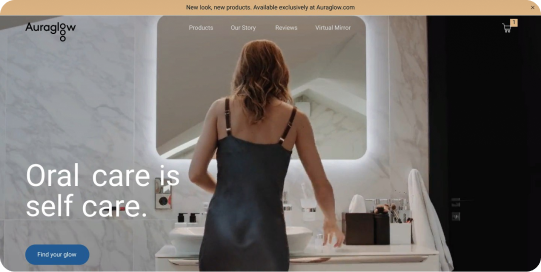 New look, new products. Available exclusively at Auraglow.com
×
Auraglow
Products
Our Story
Reviews
Virtual Mirror
1
Oral care is
self care.
Find your glow